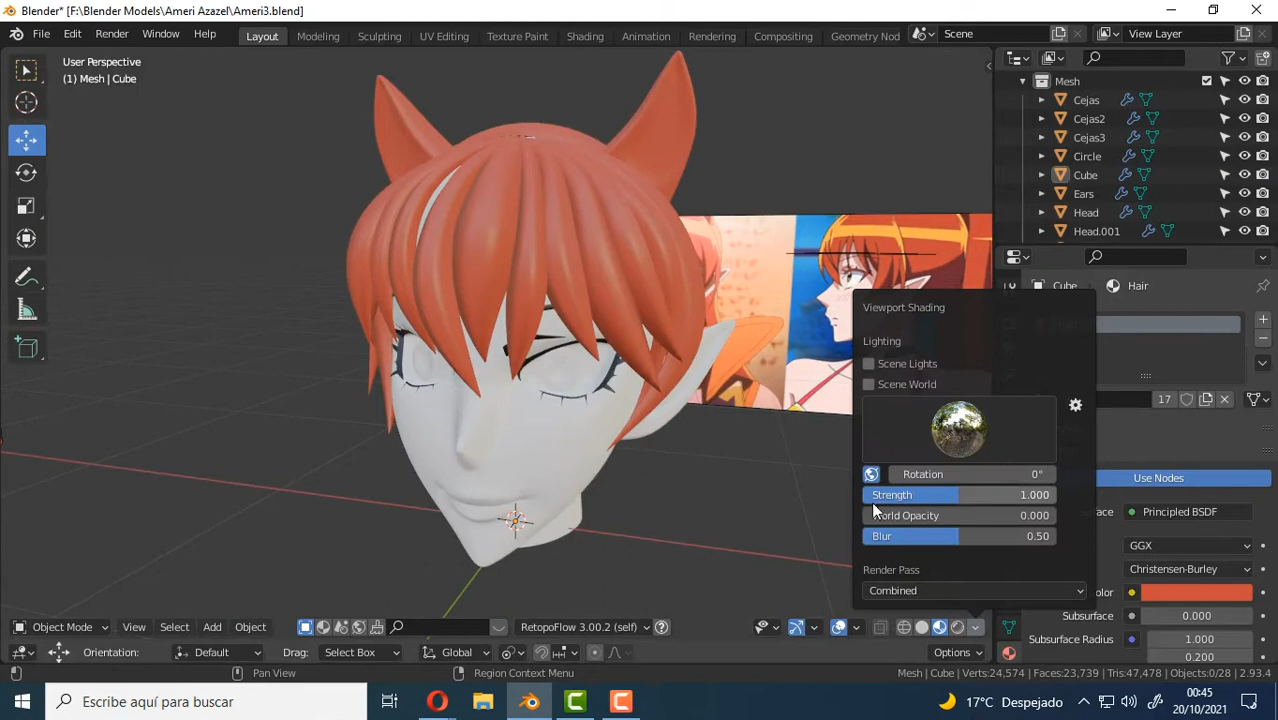 Blender* [F:\Blender Models\Ameri Azazel\Ameri3.blend]
File Edit Render Window Help Layout Modeling Sculpting UV Editing Texture Paint Shading Animation Rendering Compositing Geometry Nod Scene View Layer
User Perspective
(1) Mesh | Cube
Mesh
Cejas
Cejas2
Cejas3
Circle
Cube
Ears
Head
Head.001
Cube Hair
Viewport Shading
Lighting
Scene Lights
Scene World
Rotation 0°
Strength 1.000
orld Opacity 0.000
Blur 0.50
Render Pass
Combined
17
Use Nodes
urface Principled BSDF
GGX
Christensen-Burley
Color
Subsurface 0.000
Subsurface Radius 1.000
0.200
Object Mode View Select Add Object RetopoFlow 3.00.2 (self)
Orientation: Default Drag: Select Box Global Options
Pan View Region Context Menu Mesh | Cube | Verts:24,574 | Faces:23,739 | Tris:47,478 | Objects:0/28 | 2.93.4
Escribe aquí para buscar 17°C Despejado 00:45
20/10/2021